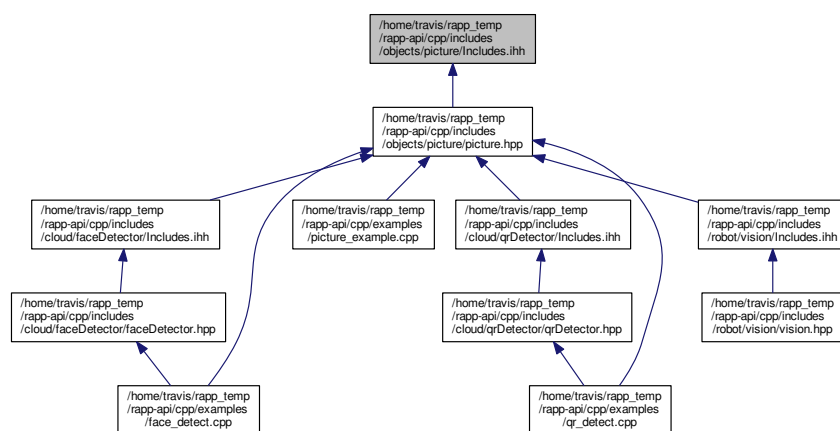 /home/travis/rapp_temp
/rapp-api/cpp/includes
/objects/picture/Includes.ihh
/home/travis/rapp_temp
/rapp-api/cpp/includes
/objects/picture/picture.hpp
/home/travis/rapp_temp
/rapp-api/cpp/includes
/cloud/faceDetector/Includes.ihh
/home/travis/rapp_temp
/rapp-api/cpp/examples
/picture_example.cpp
/home/travis/rapp_temp
/rapp-api/cpp/includes
/cloud/qrDetector/Includes.ihh
/home/travis/rapp_temp
/rapp-api/cpp/includes
/robot/vision/Includes.ihh
/home/travis/rapp_temp
/rapp-api/cpp/includes
/cloud/faceDetector/faceDetector.hpp
/home/travis/rapp_temp
/rapp-api/cpp/includes
/cloud/qrDetector/qrDetector.hpp
/home/travis/rapp_temp
/rapp-api/cpp/includes
/robot/vision/vision.hpp
/home/travis/rapp_temp
/rapp-api/cpp/examples
/face_detect.cpp
/home/travis/rapp_temp
/rapp-api/cpp/examples
/qr_detect.cpp